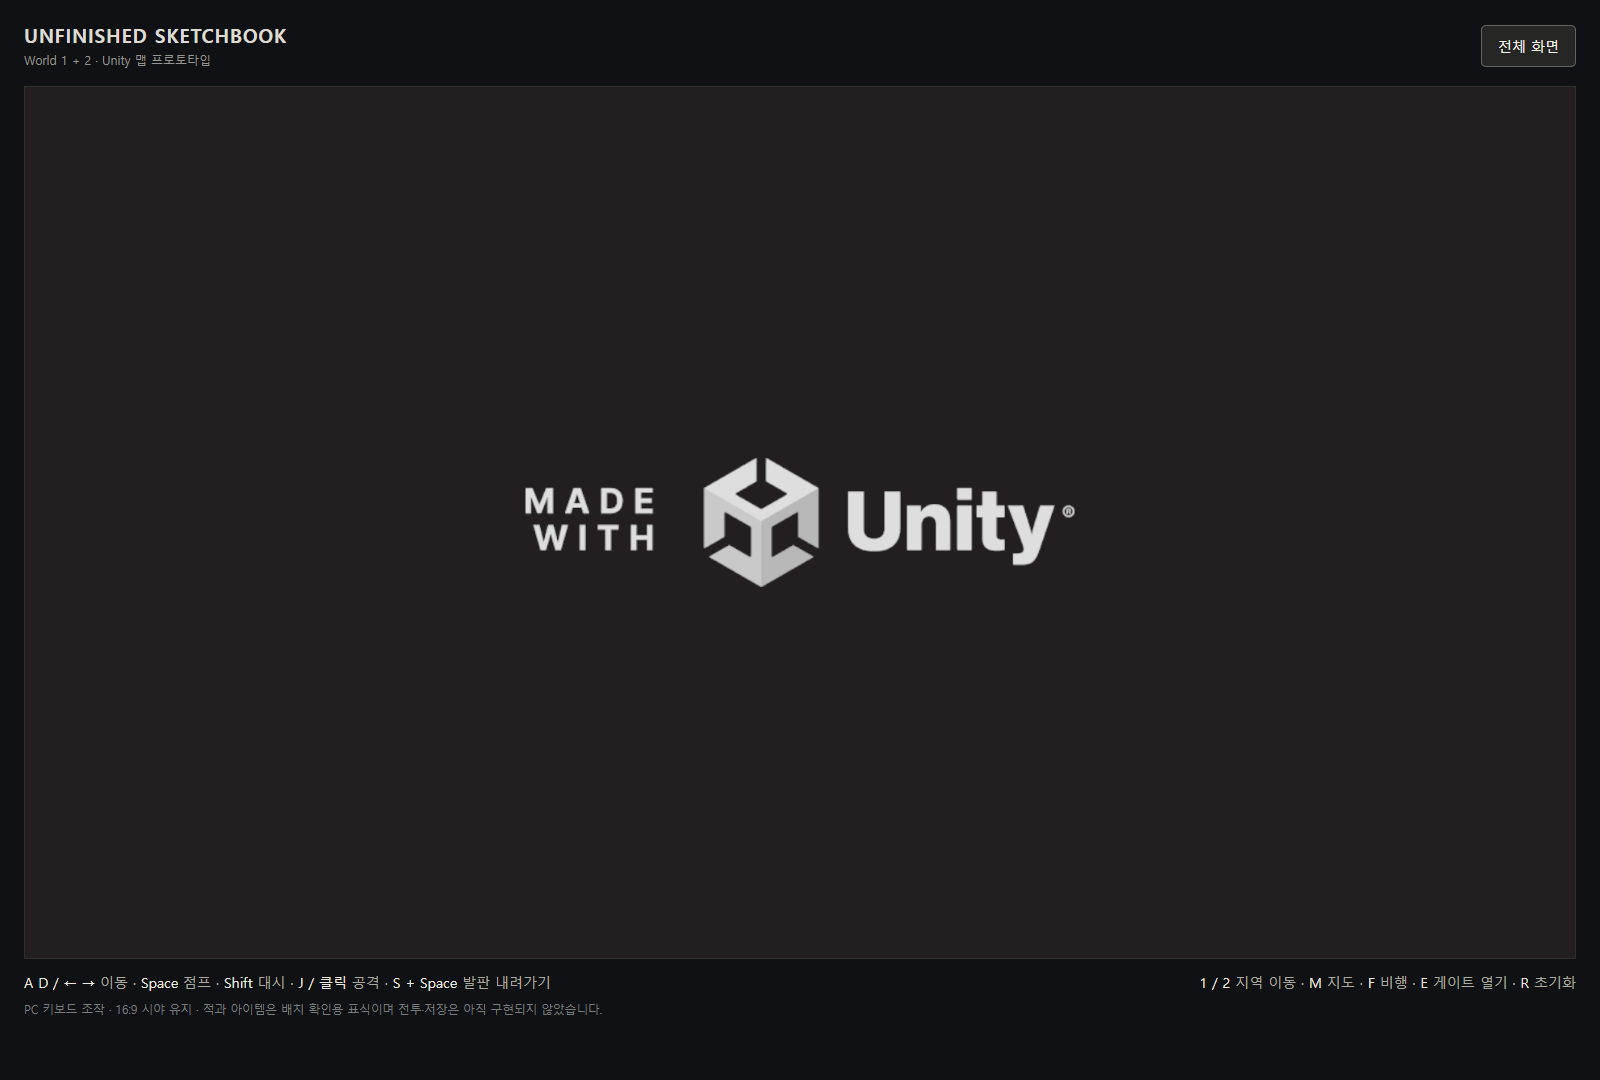 UNFINISHED SKETCHBOOK
World 1 + 2 · Unity 맵 프로토타입
전체 화면
MADE
WITH
Unity®
A D / ← → 이동 · Space 점프 · Shift 대시 · J / 클릭 공격 · S + Space 발판 내려가기
1 / 2 지역 이동 · M 지도 · F 비행 · E 게이트 열기 · R 초기화
PC 키보드 조작 · 16:9 시야 유지 · 적과 아이템은 배치 확인용 표식이며 전투·저장은 아직 구현되지 않았습니다.